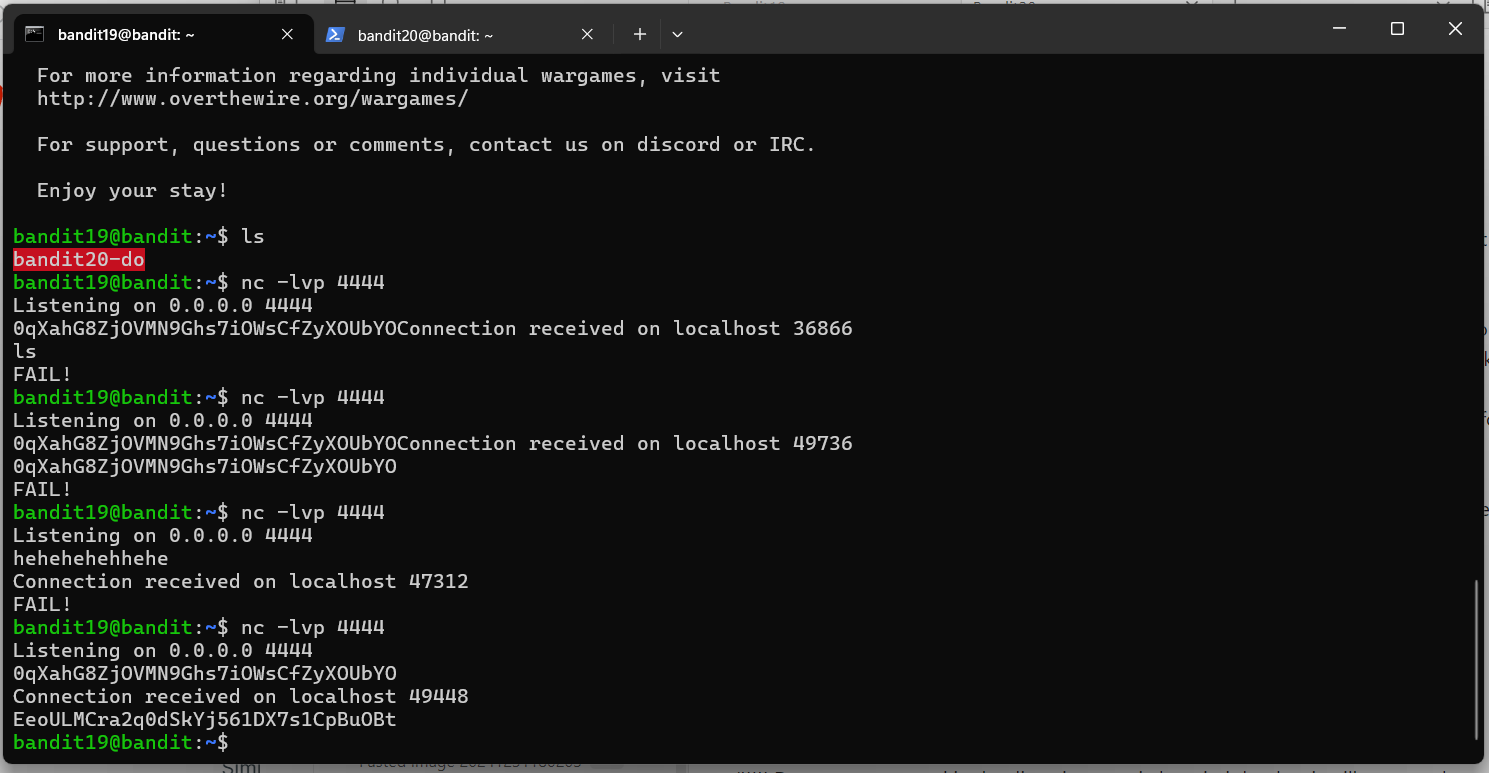 bandit19@bandit: ~
bandit20@bandit: ~
For more information regarding individual wargames, visit
http://www.overthewire.org/wargames/
For support, questions or comments, contact us on discord or IRC.
Enjoy your stay!
bandit19@bandit:~$ ls
bandit20-do
bandit19@bandit:~$ nc -lvp 4444
Listening on 0.0.0.0 4444
0qXahG8ZjOVMN9Ghs7iOWsCfZyXOUbYOConnection received on localhost 36866
ls
FAIL!
bandit19@bandit:~$ nc -lvp 4444
Listening on 0.0.0.0 4444
0qXahG8ZjOVMN9Ghs7iOWsCfZyXOUbYOConnection received on localhost 49736
0qXahG8ZjOVMN9Ghs7iOWsCfZyXOUbYO
FAIL!
bandit19@bandit:~$ nc -lvp 4444
Listening on 0.0.0.0 4444
hehehehehhehe
Connection received on localhost 47312
FAIL!
bandit19@bandit:~$ nc -lvp 4444
Listening on 0.0.0.0 4444
0qXahG8ZjOVMN9Ghs7iOWsCfZyXOUbYO
Connection received on localhost 49448
EeoULMCra2q0dSkYj561DX7s1CpBuOBt
bandit19@bandit:~$